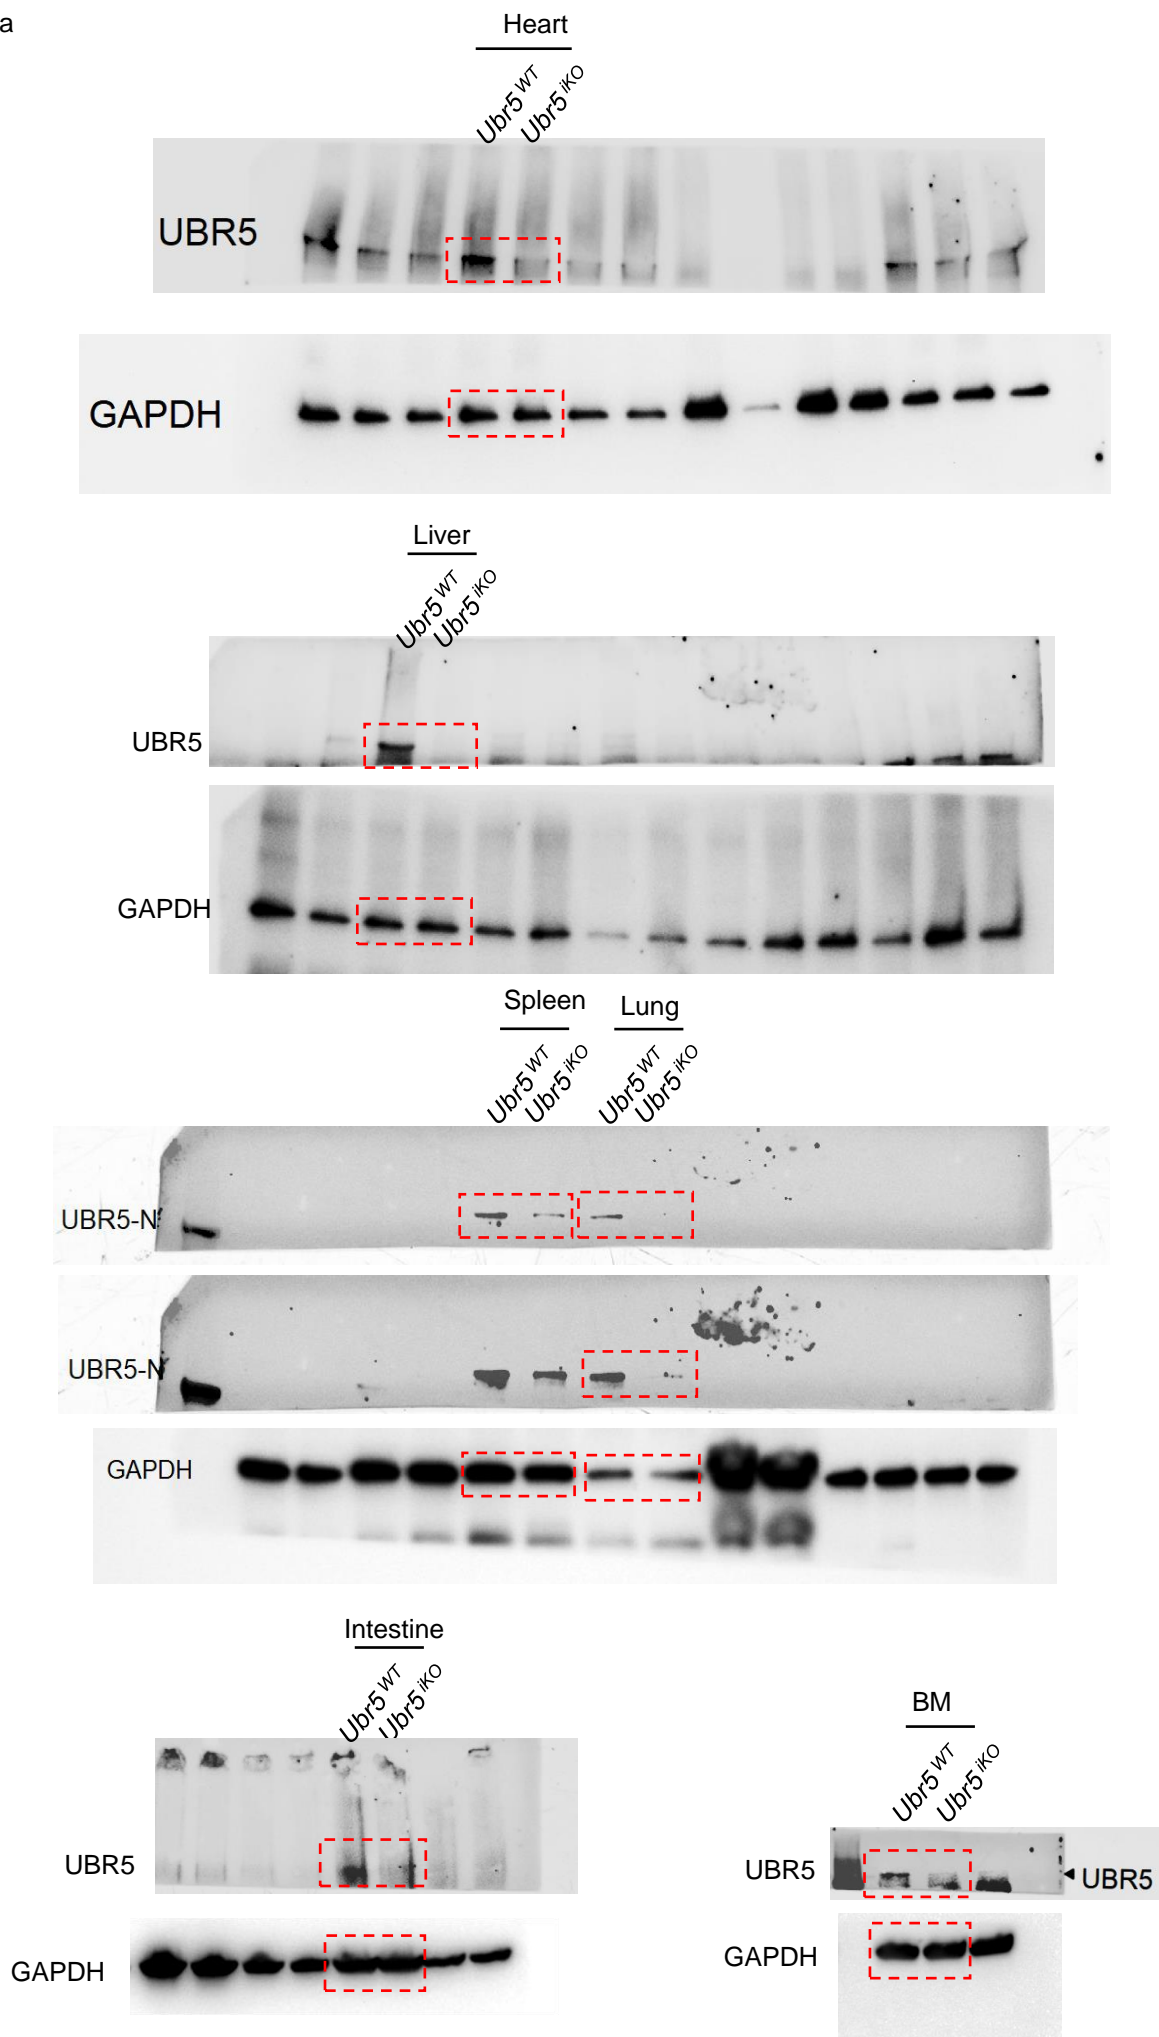 a
Heart
Ubr5 WT Ubr5 iKO
UBR5
GAPDH
Liver
Ubr5 WT Ubr5 iKO
UBR5
GAPDH
Spleen Lung
Ubr5 WT Ubr5 iKO Ubr5 WT Ubr5 iKO
UBR5-N
UBR5-N
GAPDH
Intestine
Ubr5 WT Ubr5 iKO
UBR5
GAPDH
BM
Ubr5 WT Ubr5 iKO
UBR5 UBR5
GAPDH